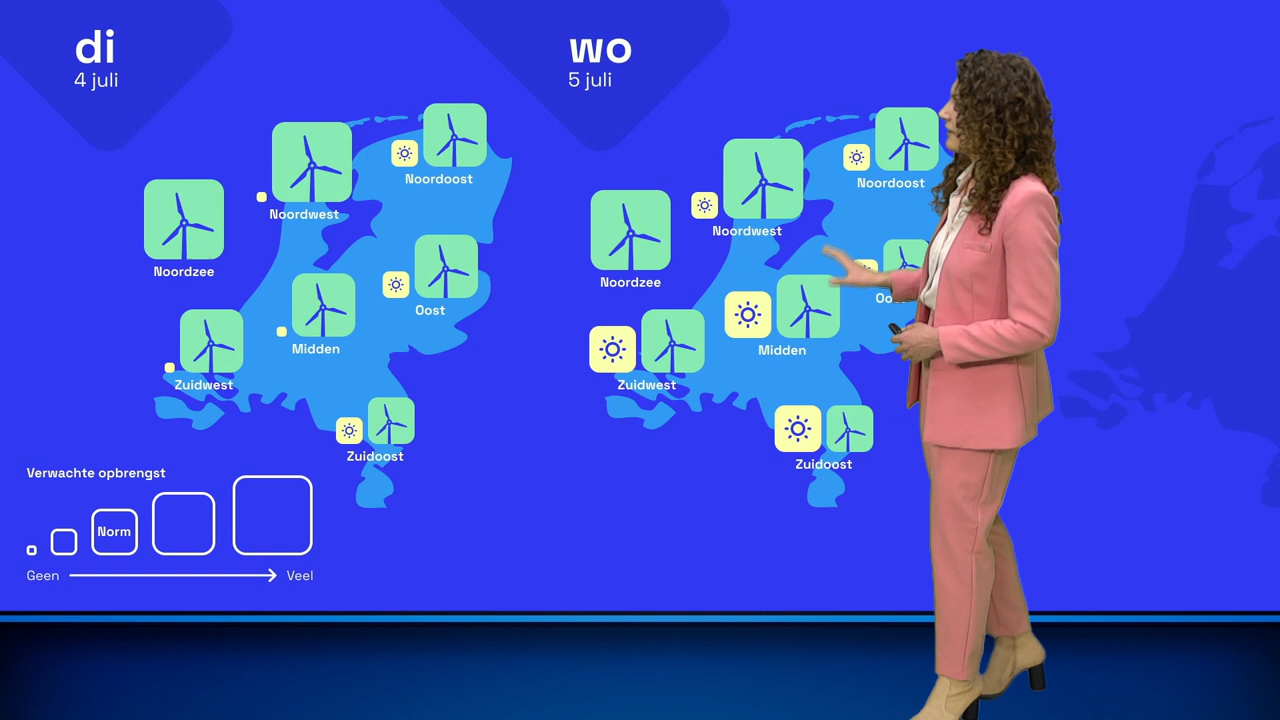 di
4 juli
Noordoost
Noordwest
Noordzee
Oost
Midden
Zuidwest
Zuidoost
Verwachte opbrengst
Norm
Geen
Veel
wo
5 juli
Noordoost
Noordwest
Noordzee
Midden
Zuidwest
Zuidoost